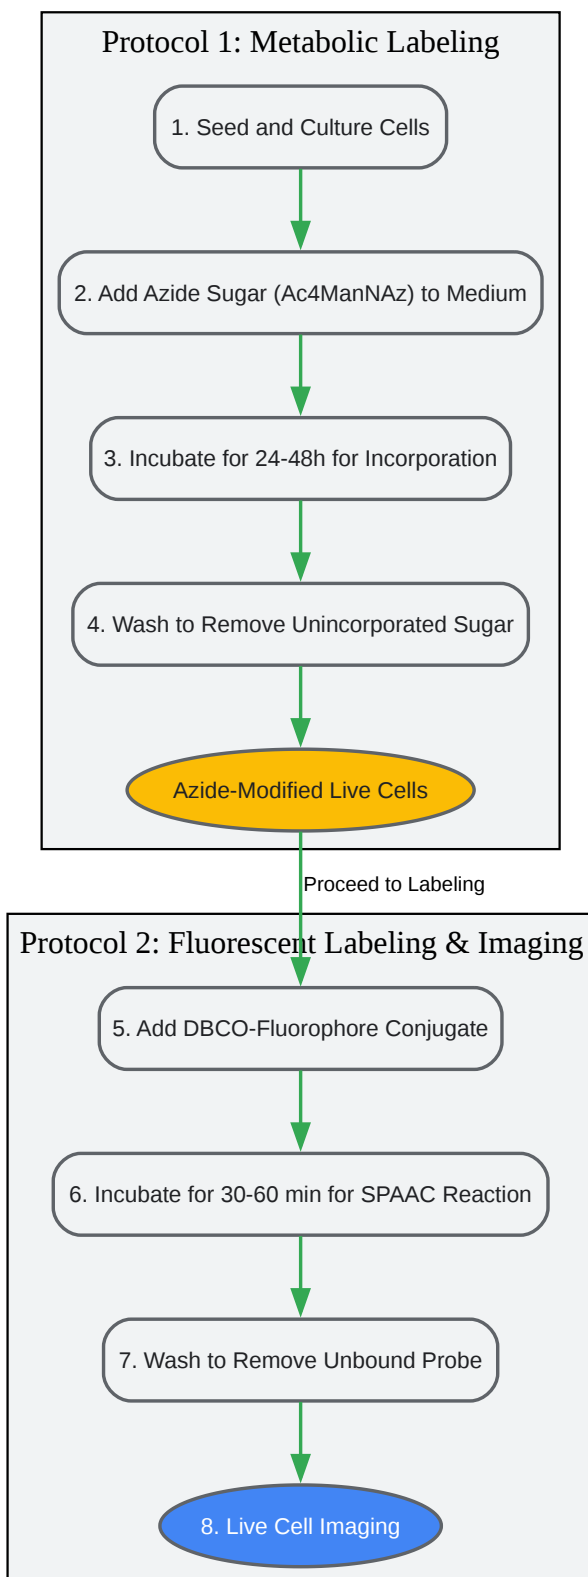 Protocol 1: Metabolic Labeling
1. Seed and Culture Cells
2. Add Azide Sugar (Ac4ManNAz) to Medium
3. Incubate for 24-48h for Incorporation
4. Wash to Remove Unincorporated Sugar
Azide-Modified Live Cells
Proceed to Labeling
Protocol 2: Fluorescent Labeling & Imaging
5. Add DBCO-Fluorophore Conjugate
6. Incubate for 30-60 min for SPAAC Reaction
7. Wash to Remove Unbound Probe
8. Live Cell Imaging